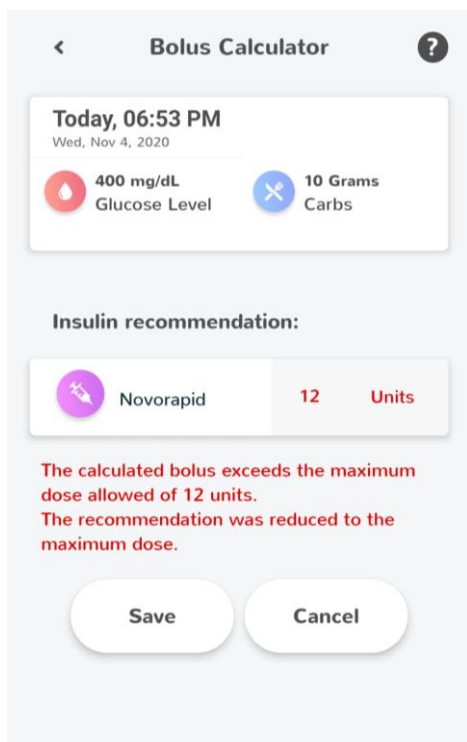 Bolus Calculator
?
Today, 06:53 PM
Wed, Nov 4, 2020
400 mg/dL
Glucose Level
10 Grams
Carbs
Insulin recommendation:
Novorapid 12 Units
The calculated bolus exceeds the maximum
dose allowed of 12 units.
The recommendation was reduced to the
maximum dose.
Save
Cancel